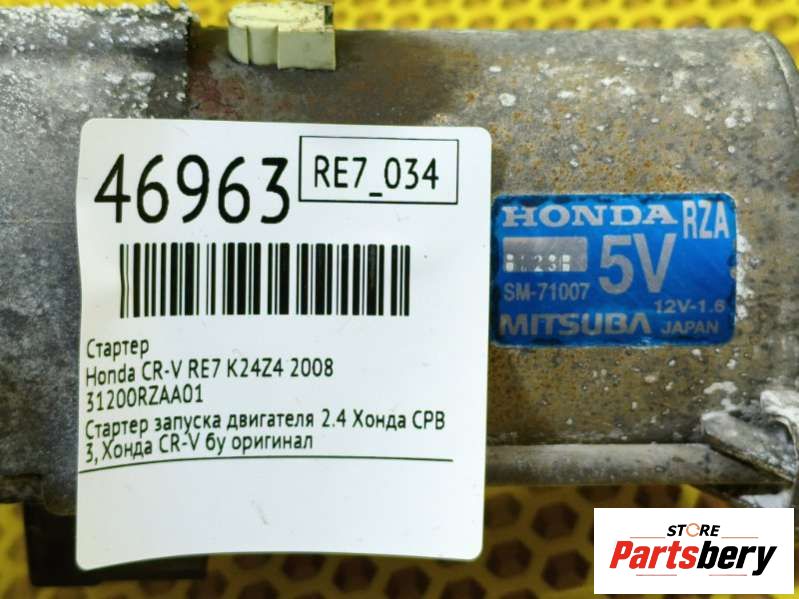 46963
RE7_034
Стартер
Honda CR-V RE7 K24Z4 2008
31200RZAA01
Стартер запуска двигателя 2.4 Хонда СРВ
3, Хонда CR-V бу оригинал
HONDA RZA
5V
SM-71007
12V-1.6
MITSUBA JAPAN
STORE
Partsbery